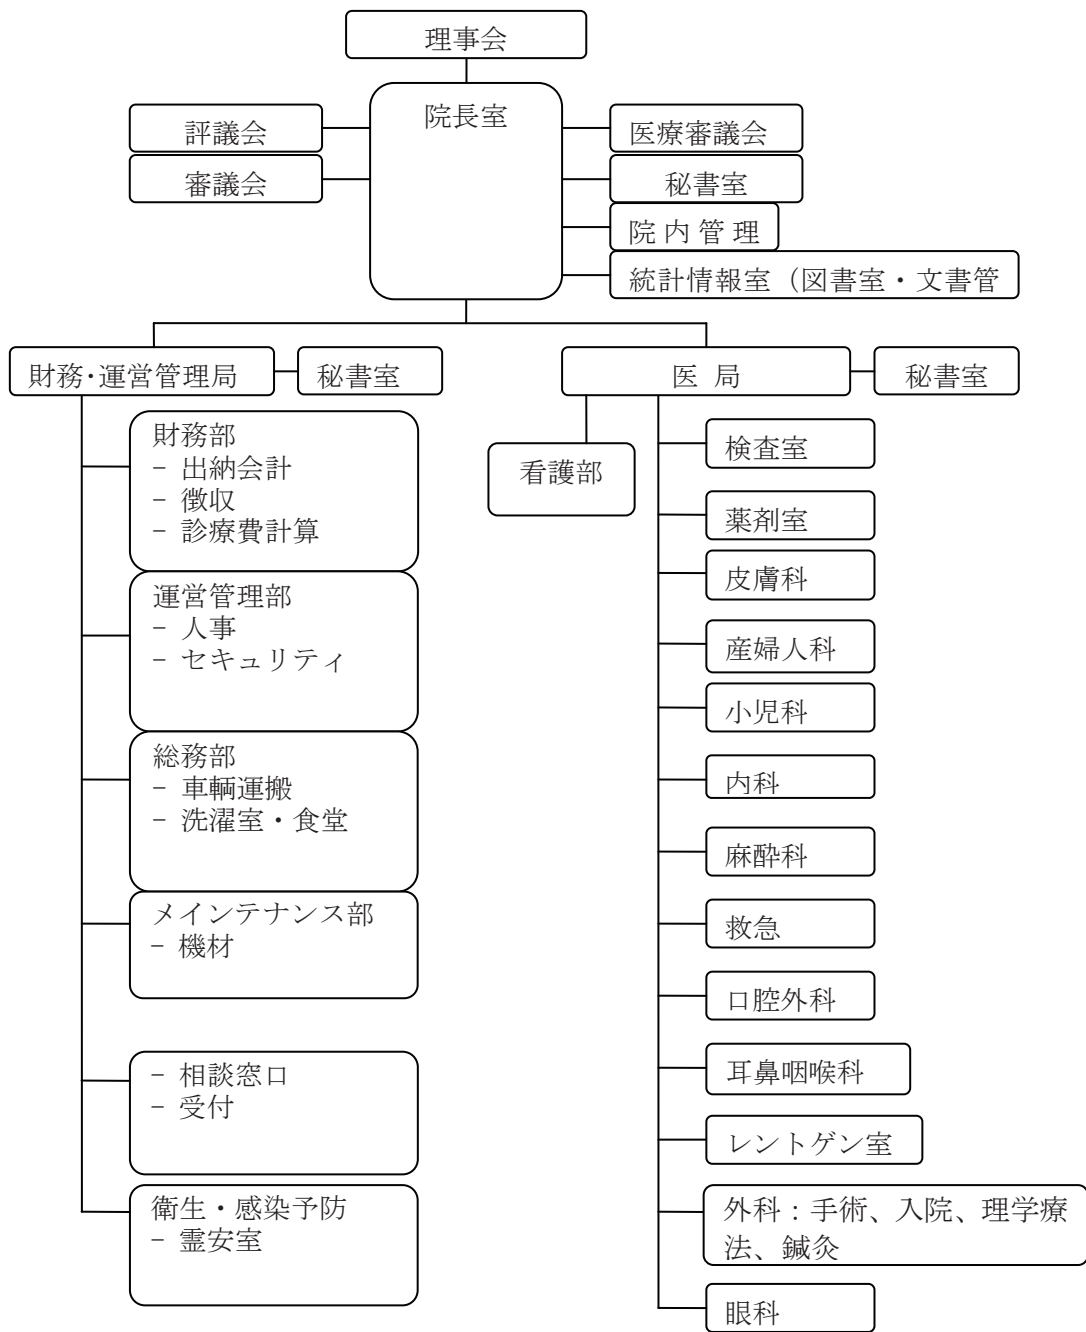 理事会
院長室
評議会
審議会
医療審議会
秘書室
院 内 管 理
統計情報室（図書室・文書管
財務･運営管理局
秘書室
財務部
− 出納会計
− 徴収
− 診療費計算
運営管理部
− 人事
− セキュリティ
総務部
− 車輌運搬
− 洗濯室・食堂
メインテナンス部
− 機材
− 相談窓口
− 受付
衛生・感染予防
− 霊安室
医 局
秘書室
看護部
検査室
薬剤室
皮膚科
産婦人科
小児科
内科
麻酔科
救急
口腔外科
耳鼻咽喉科
レントゲン室
外科：手術、入院、理学療
法、鍼灸
眼科